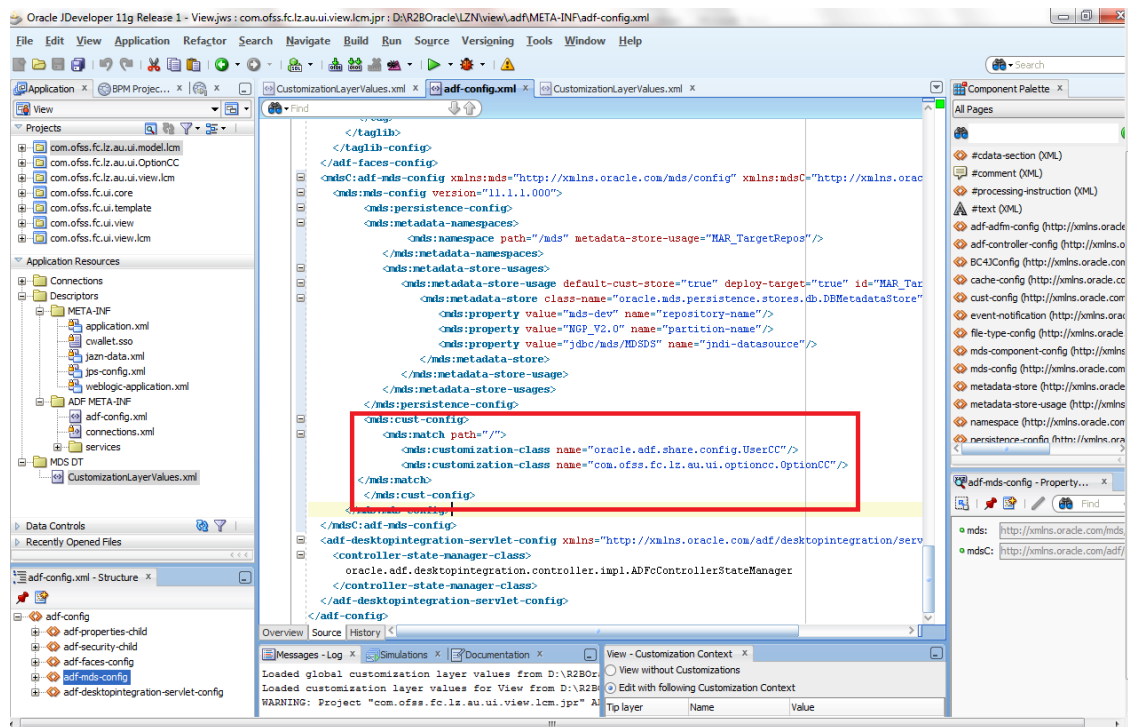 Oracle JDeveloper 11g Release 1 - View.jws : com.ofss.fc.lz.au.ui.view.lcm.jpr : D:\R2BOracle\LZN\view\.adf\META-INF\adf-config.xml
File Edit View Application Refactor Search Navigate Build Run Source Versioning Tools Window Help
Search
Application
BPM Projec...
View
Projects
com.ofss.fc.lz.au.ui.model.lcm
com.ofss.fc.lz.au.ui.OptionCC
com.ofss.fc.lz.au.ui.view.lcm
com.ofss.fc.ui.core
com.ofss.fc.ui.template
com.ofss.fc.ui.view
com.ofss.fc.ui.view.lcm
Application Resources
Connections
Descriptors
META-INF
application.xml
cwallet.sso
jazn-data.xml
jps-config.xml
weblogic-application.xml
ADF META-INF
adf-config.xml
connections.xml
services
MDS DT
CustomizationLayerValues.xml
Data Controls
Recently Opened Files
adf-config.xml - Structure
adf-config
adf-properties-child
adf-security-child
adf-faces-config
adf-mds-config
adf-desktopintegration-servlet-config
CustomizationLayerValues.xml
adf-config.xml
CustomizationLayerValues.xml
Find
</taglib>
</taglib-config>
</adf-faces-config>
<mdsC:adf-mds-config xmlns:mds="http://xmlns.oracle.com/mds/config" xmlns:mdsC="http://xmlns.orac
<mds:mds-config version="11.1.1.000">
<mds:persistence-config>
<mds:metadata-namespaces>
<mds:namespace path="/mds" metadata-store-usage="MAR_TargetRepos"/>
</mds:metadata-namespaces>
<mds:metadata-store-usages>
<mds:metadata-store-usage default-cust-store="true" deploy-target="true" id="MAR_Tar
<mds:metadata-store class-name="oracle.mds.persistence.stores.db.DBMetadataStore"
<mds:property value="mds-dev" name="repository-name"/>
<mds:property value="NGP_V2.0" name="partition-name"/>
<mds:property value="jdbc/mds/MDSDS" name="jndi-datasource"/>
</mds:metadata-store>
</mds:metadata-store-usage>
</mds:metadata-store-usages>
</mds:persistence-config>
<mds:cust-config>
<mds:match path="/">
<mds:customization-class name="oracle.adf.share.config.UserCC"/>
<mds:customization-class name="com.ofss.fc.lz.au.ui.optioncc.OptionCC"/>
</mds:match>
</mds:cust-config>
</mds:mds-config>
</mdsC:adf-mds-config>
<adf-desktopintegration-servlet-config xmlns="http://xmlns.oracle.com/adf/desktopintegration/serv
<controller-state-manager-class>
oracle.adf.desktopintegration.controller.impl.ADFcControllerStateManager
</controller-state-manager-class>
</adf-desktopintegration-servlet-config>
</adf-config>
Overview Source History
Messages - Log
Simulations
Documentation
Loaded global customization layer values from D:\R2BOr
Loaded customization layer values for View from D:\R2B
WARNING: Project "com.ofss.fc.lz.au.ui.view.lcm.jpr"
View - Customization Context
View without Customizations
Edit with following Customization Context
Tip layer Name Value
Component Palette
All Pages
#cdata-section (XML)
#comment (XML)
#processing-instruction (XML)
#text (XML)
adf-adfm-config (http://xmlns.oracle
adf-controller-config (http://xmlns.o
BC4JConfig (http://xmlns.oracle.com
cache-config (http://xmlns.oracle.co
cust-config (http://xmlns.oracle.com
event-notification (http://xmlns.orac
file-type-config (http://xmlns.oracle
mds-component-config (http://xmlns
mds-config (http://xmlns.oracle.com
metadata-store (http://xmlns.oracle
metadata-store-usage (http://xmlns
namespace (http://xmlns.oracle.com
persistence-config (http://xmlns.orac
adf-mds-config - Property...
Find
mds: http://xmlns.oracle.com/mds
mdsC: http://xmlns.oracle.com/adf/